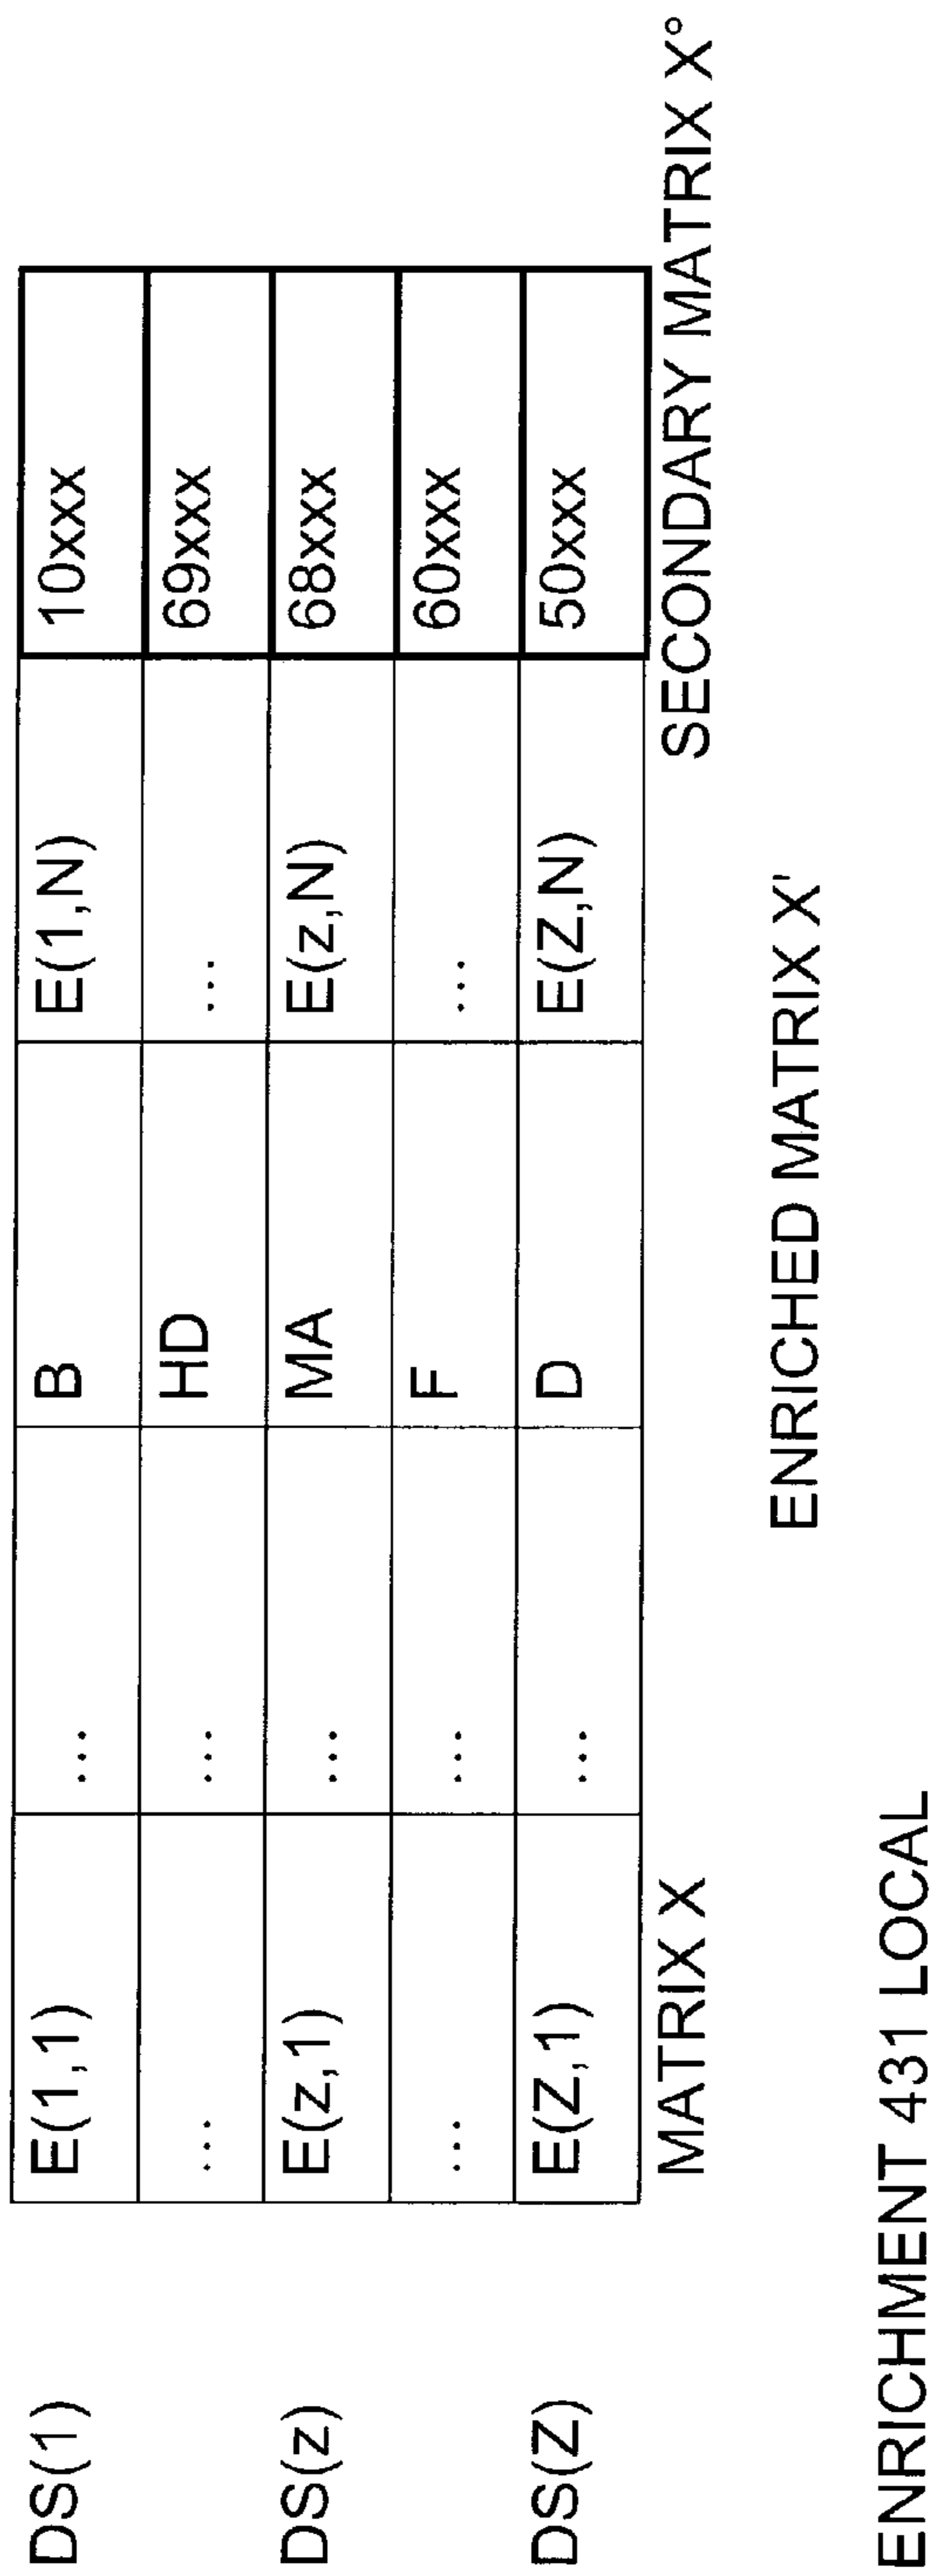 DS(1) E(1,1) ... B E(1,N) 10xxx
... ... HD ... 69xxx
DS(z) E(z,1) ... MA E(z,N) 68xxx
... ... F ... 60xxx
DS(Z) E(Z,1) ... D E(Z,N) 50xxx
MATRIX X SECONDARY MATRIX X°
ENRICHED MATRIX X'
ENRICHMENT 431 LOCAL